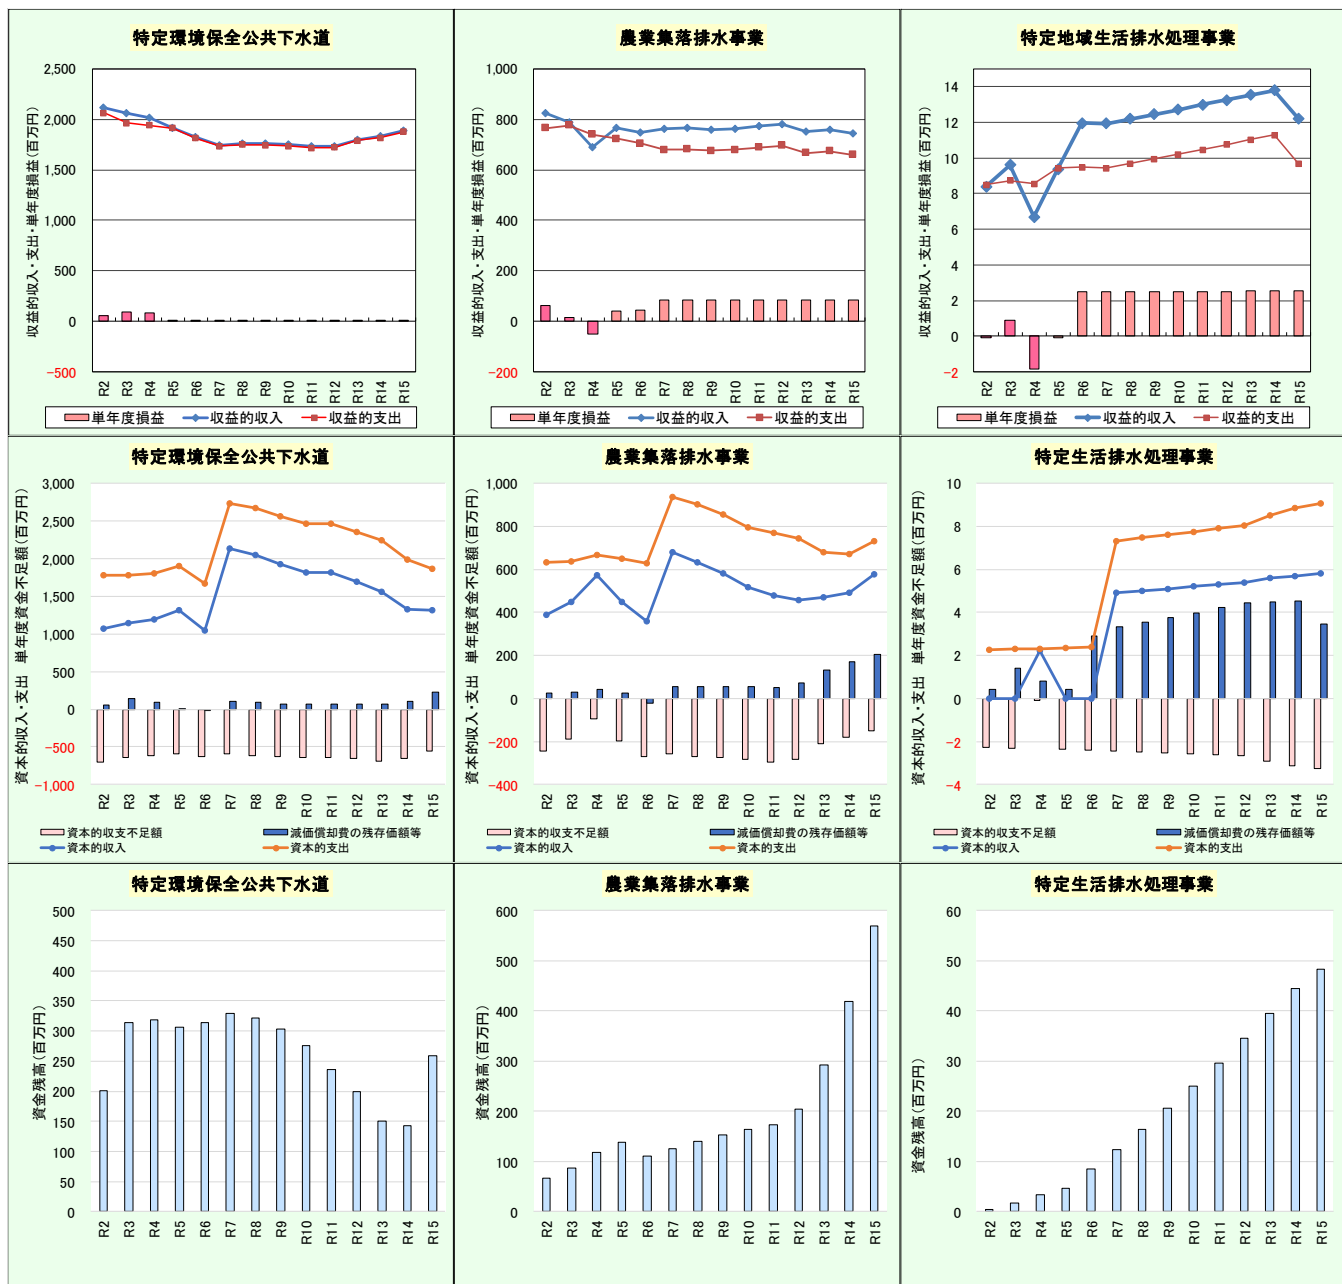 特定環境保全公共下水道
収益的収入・支出・単年度損益(百万円)
2,500
2,000
1,500
1,000
500
0
-500
R2 R3 R4 R5 R6 R7 R8 R9 R10 R11 R12 R13 R14 R15
単年度損益 収益的収入 収益的支出
農業集落排水事業
収益的収入・支出・単年度損益(百万円)
1,000
800
600
400
200
0
-200
R2 R3 R4 R5 R6 R7 R8 R9 R10 R11 R12 R13 R14 R15
単年度損益 収益的収入 収益的支出
特定地域生活排水処理事業
収益的収入・支出・単年度損益(百万円)
14
12
10
8
6
4
2
0
-2
R2 R3 R4 R5 R6 R7 R8 R9 R10 R11 R12 R13 R14 R15
単年度損益 収益的収入 収益的支出
特定環境保全公共下水道
資本的収入・支出 単年度資金不足額(百万円)
3,000
2,500
2,000
1,500
1,000
500
0
-500
-1,000
R2 R3 R4 R5 R6 R7 R8 R9 R10 R11 R12 R13 R14 R15
資本的収支不足額 減価償却費の残存価額等
資本的収入 資本的支出
農業集落排水事業
資本的収入・支出 単年度資金不足額(百万円)
1,000
800
600
400
200
0
-200
-400
R2 R3 R4 R5 R6 R7 R8 R9 R10 R11 R12 R13 R14 R15
資本的収支不足額 減価償却費の残存価額等
資本的収入 資本的支出
特定生活排水処理事業
資本的収入・支出 単年度資金不足額(百万円)
10
8
6
4
2
0
-2
-4
R2 R3 R4 R5 R6 R7 R8 R9 R10 R11 R12 R13 R14 R15
資本的収支不足額 減価償却費の残存価額等
資本的収入 資本的支出
特定環境保全公共下水道
資金残高(百万円)
500
450
400
350
300
250
200
150
100
50
0
R2 R3 R4 R5 R6 R7 R8 R9 R10 R11 R12 R13 R14 R15
農業集落排水事業
資金残高(百万円)
600
500
400
300
200
100
0
R2 R3 R4 R5 R6 R7 R8 R9 R10 R11 R12 R13 R14 R15
特定生活排水処理事業
資金残高(百万円)
60
50
40
30
20
10
0
R2 R3 R4 R5 R6 R7 R8 R9 R10 R11 R12 R13 R14 R15